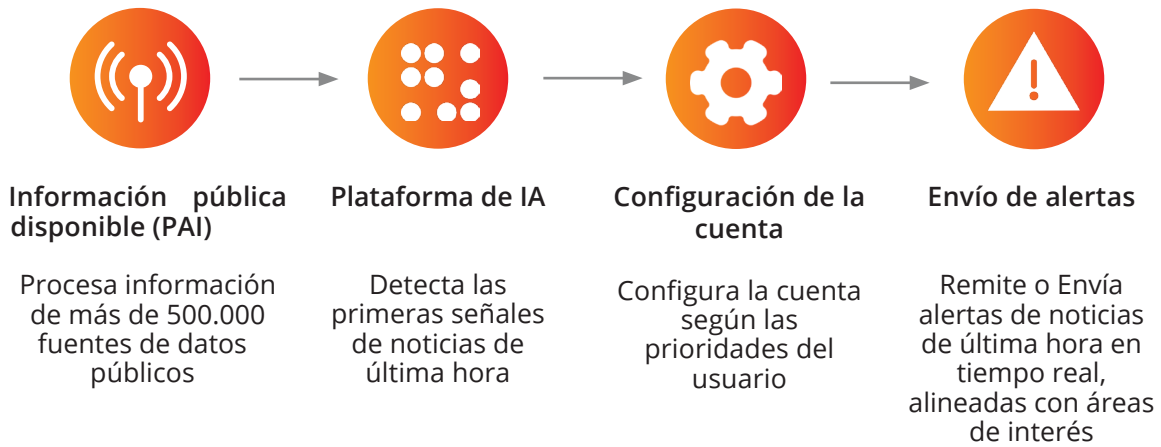 Información pública
disponible (PAI)
Procesa información
de más de 500.000
fuentes de datos
públicos
Plataforma de IA
Detecta las
primeras señales
de noticias de
última hora
Configuración de la
cuenta
Configura la cuenta
según las
prioridades del
usuario
Envío de alertas
Remite o Envía
alertas de noticias
de última hora en
tiempo real,
alineadas con áreas
de interés